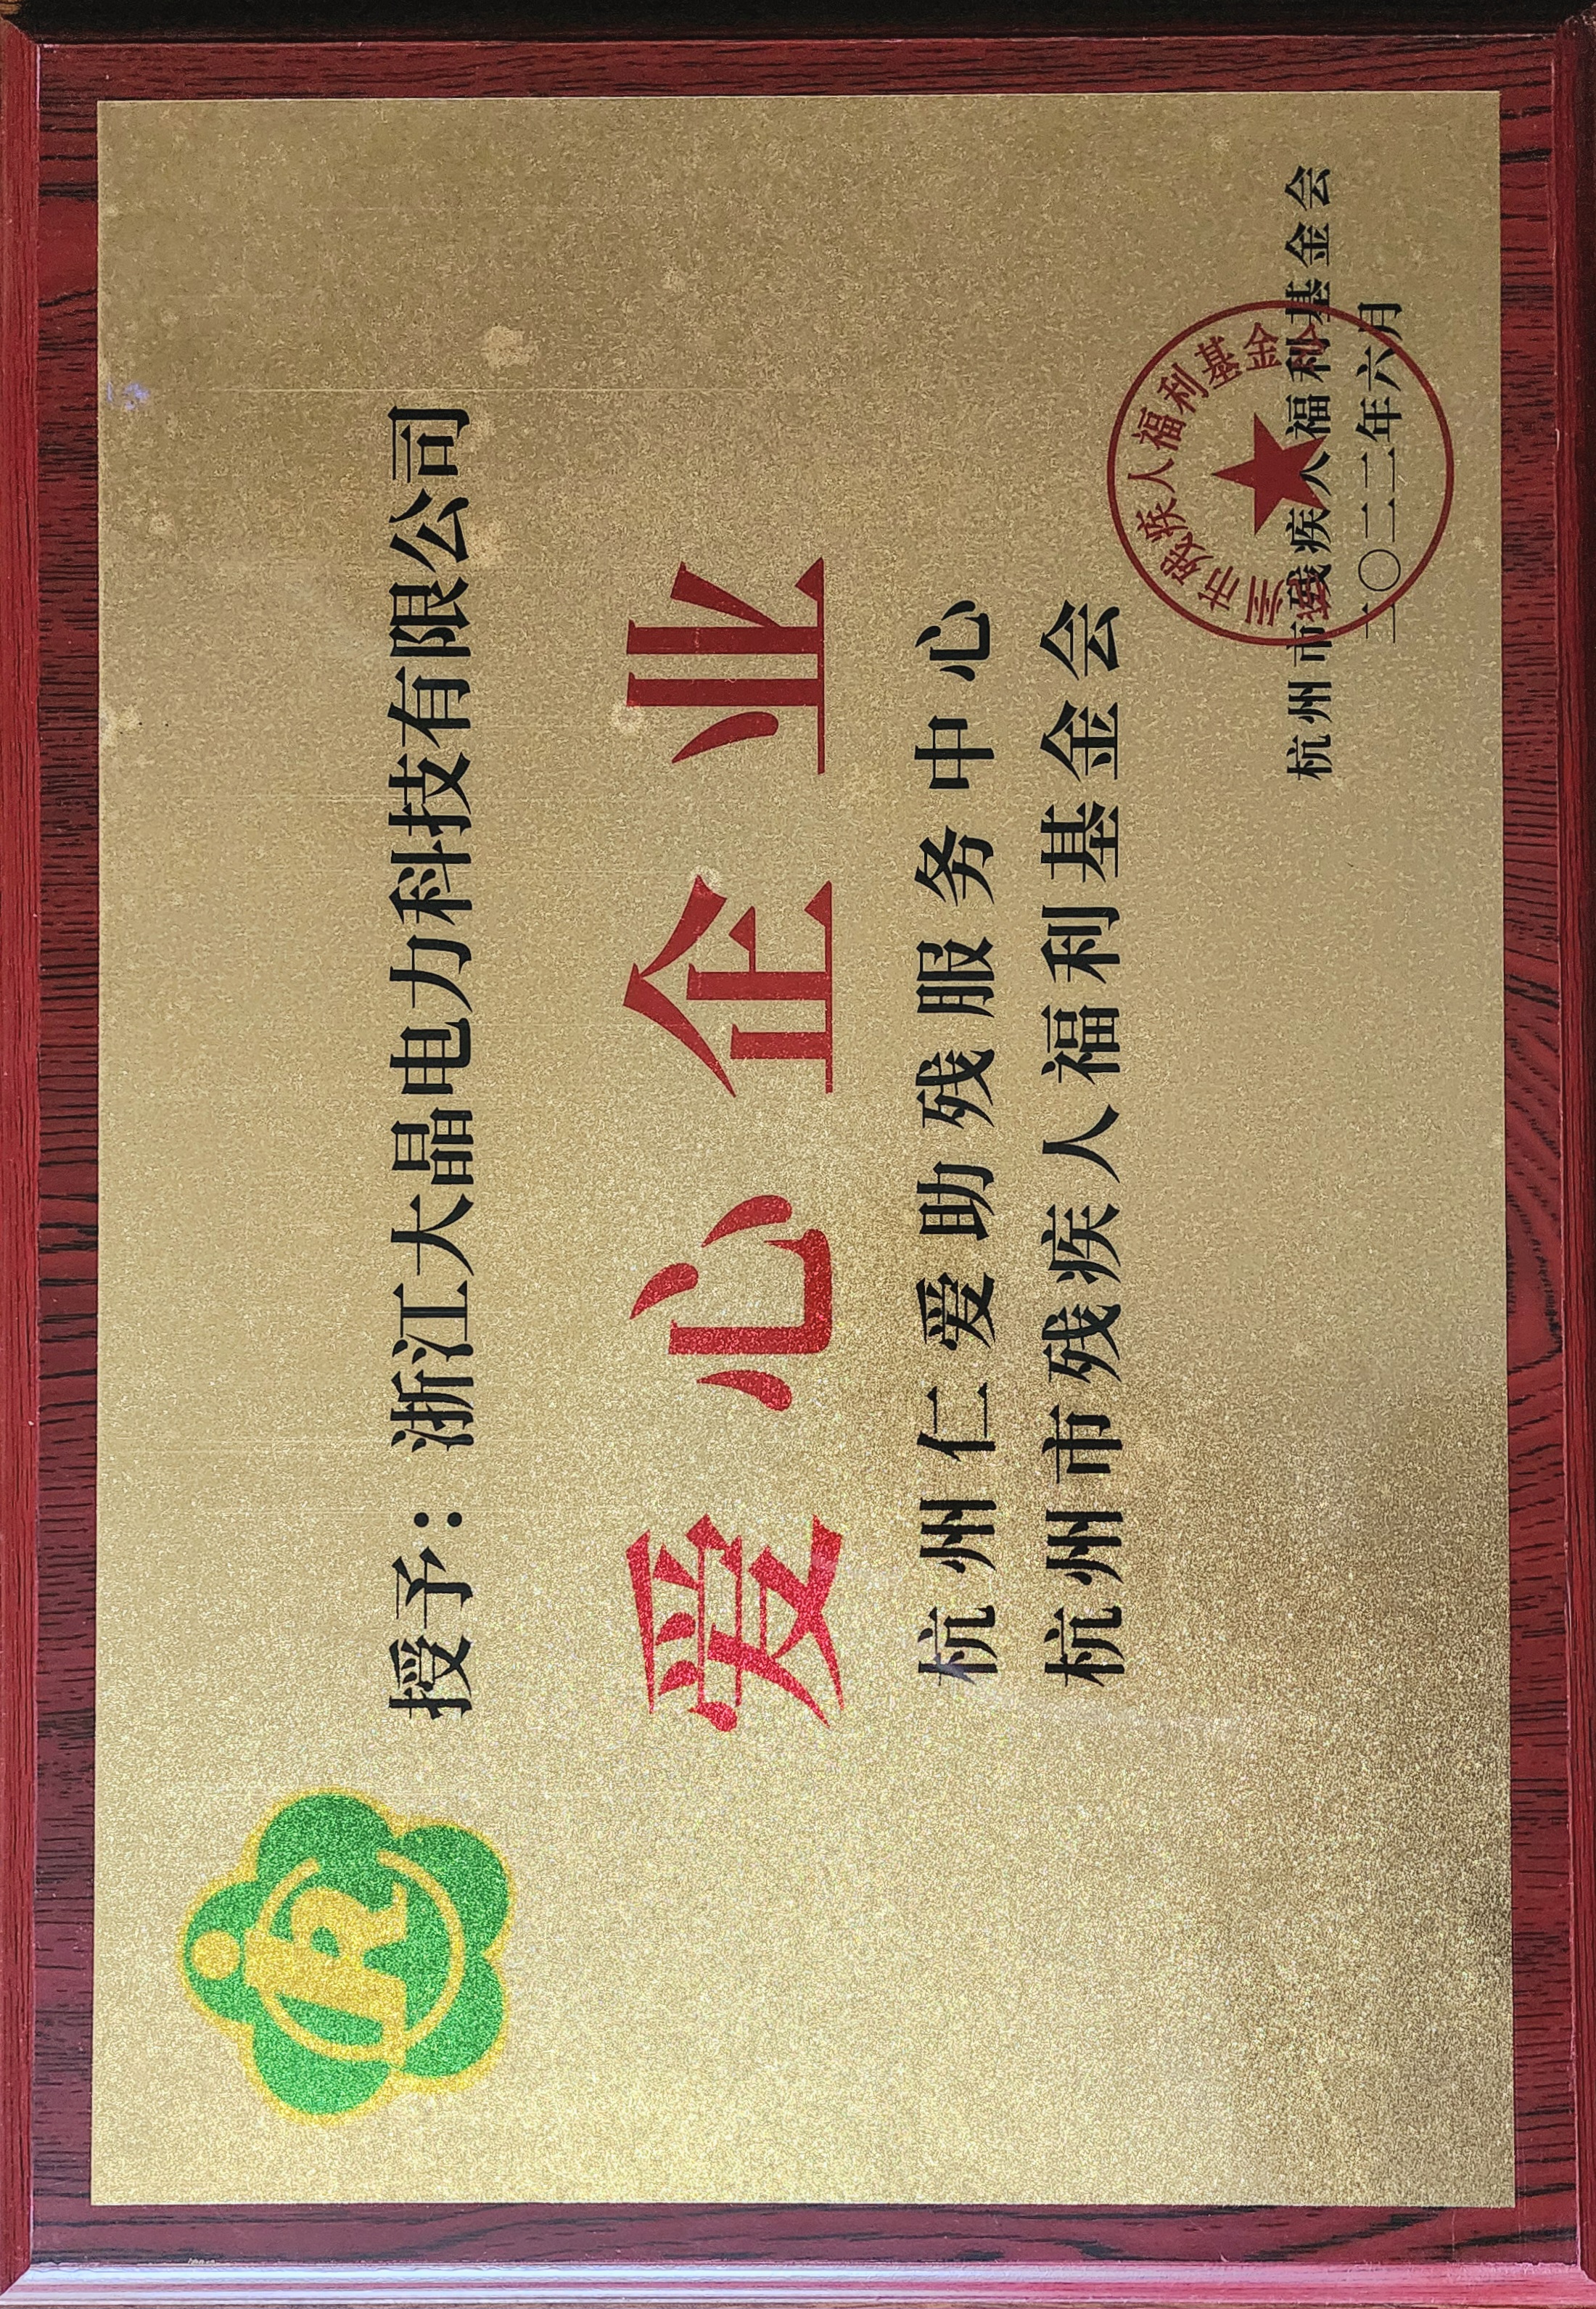 授予：浙江大晶电力科技有限公司
爱心企业
杭州仁爱助残服务中心
杭州市残疾人福利基金会
杭州市残疾人福利基金会
二〇二二年六月
杭州市残疾人福利基金会